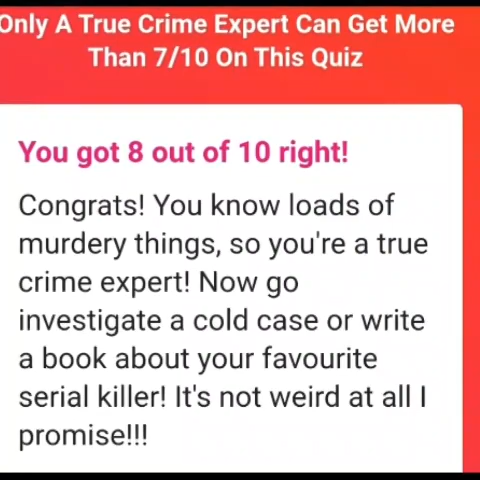 Only A True Crime Expert Can Get More
Than 7/10 On This Quiz
You got 8 out of 10 right!
Congrats! You know loads of
murdery things, so you're a true
crime expert! Now go
investigate a cold case or write
a book about your favourite
serial killer! It's not weird at all I
promise!!!